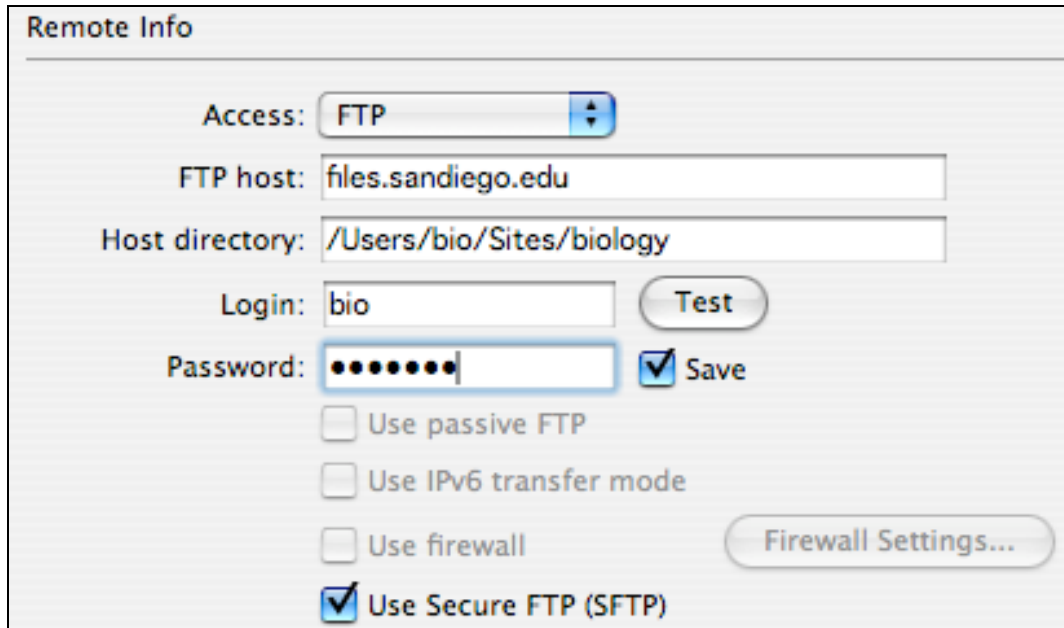 Remote Info
Access: FTP
FTP host: files.sandiego.edu
Host directory: /Users/bio/Sites/biology
Login: bio Test
Password: ••••••• Save
Use passive FTP
Use IPv6 transfer mode
Use firewall Firewall Settings...
Use Secure FTP (SFTP)